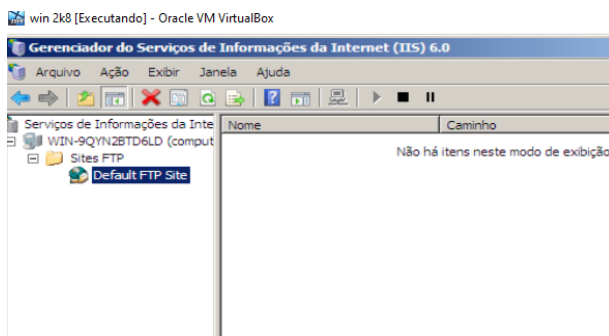 win 2k8 [Executando] - Oracle VM VirtualBox
Gerenciador do Serviços de Informações da Internet (IIS) 6.0
Arquivo Ação Exibir Janela Ajuda
Serviços de Informações da Inte
Nome Caminho
WIN-9QYN2BTD6LD (comput
Não há itens neste modo de exibição
Sites FTP
Default FTP Site